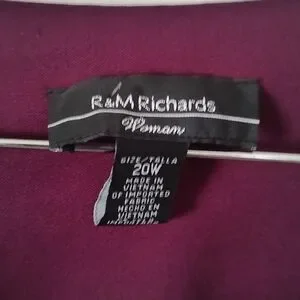 R&M Richards
Woman
SIZE/TALLA
20W
MADE IN
VIETNAM
OF IMPORTED
FABRIC
HECHO EN
VIETNAM